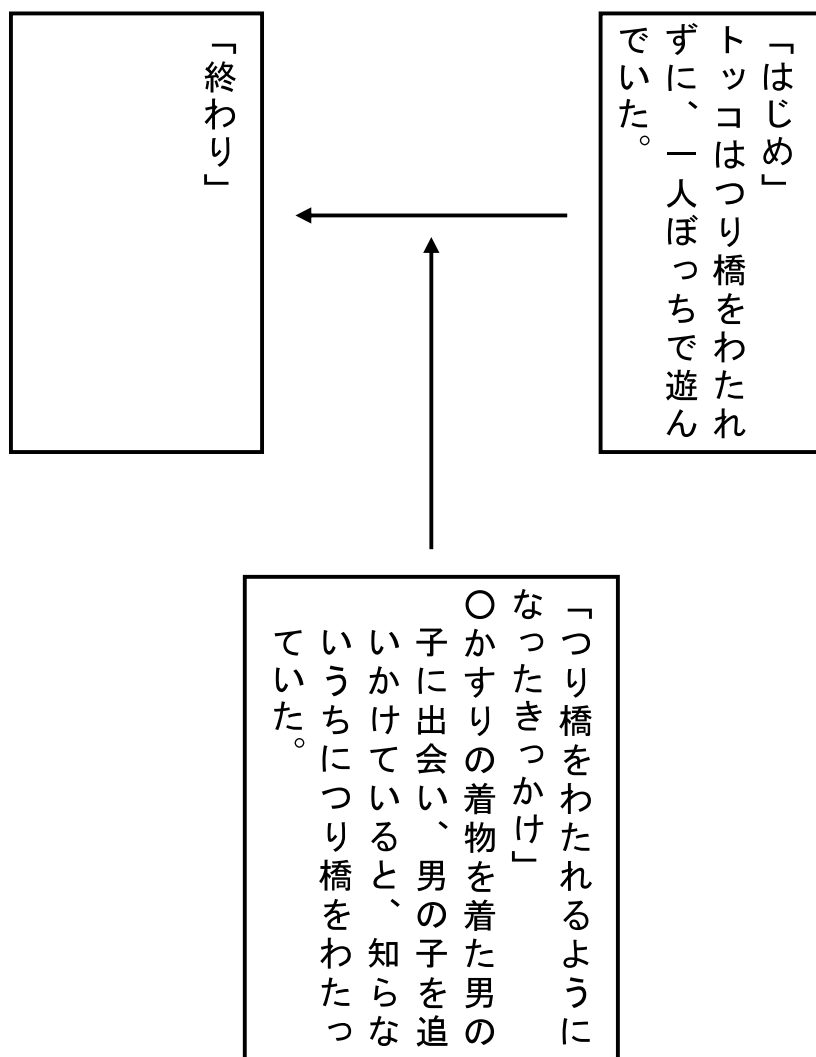 「はじめ」
トッコはつり橋をわたれ
ずに、一人ぼっちで遊ん
でいた。
「つり橋をわたれるように
なったきっかけ」
〇かすりの着物を着た男の
子に出会い、男の子を追
いかけていると、知らな
いうちにつり橋をわたっ
ていた。
「終わり」